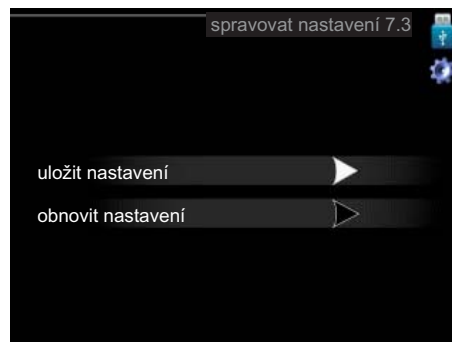 spravovat nastavení 7.3
uložit nastavení
obnovit nastavení